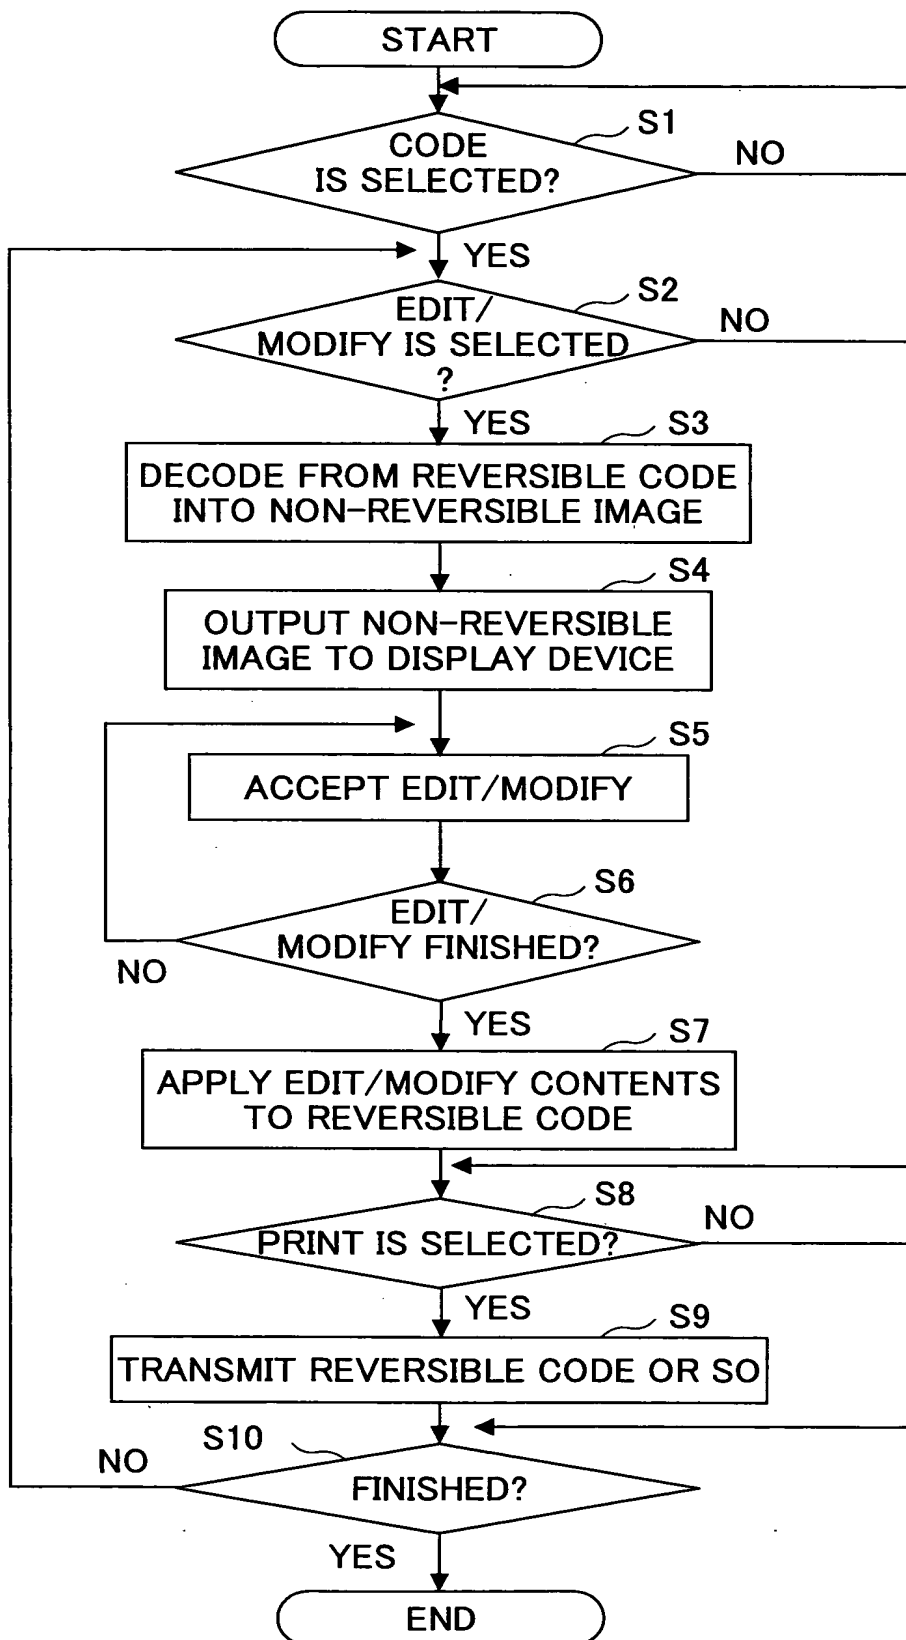 START
S1
CODE
IS SELECTED?
NO
YES
S2
EDIT/
MODIFY IS SELECTED
?
NO
YES
S3
DECODE FROM REVERSIBLE CODE
INTO NON-REVERSIBLE IMAGE
S4
OUTPUT NON-REVERSIBLE
IMAGE TO DISPLAY DEVICE
S5
ACCEPT EDIT/MODIFY
S6
EDIT/
MODIFY FINISHED?
NO
YES
S7
APPLY EDIT/MODIFY CONTENTS
TO REVERSIBLE CODE
S8
PRINT IS SELECTED?
NO
YES
S9
TRANSMIT REVERSIBLE CODE OR SO
S10
NO
FINISHED?
YES
END